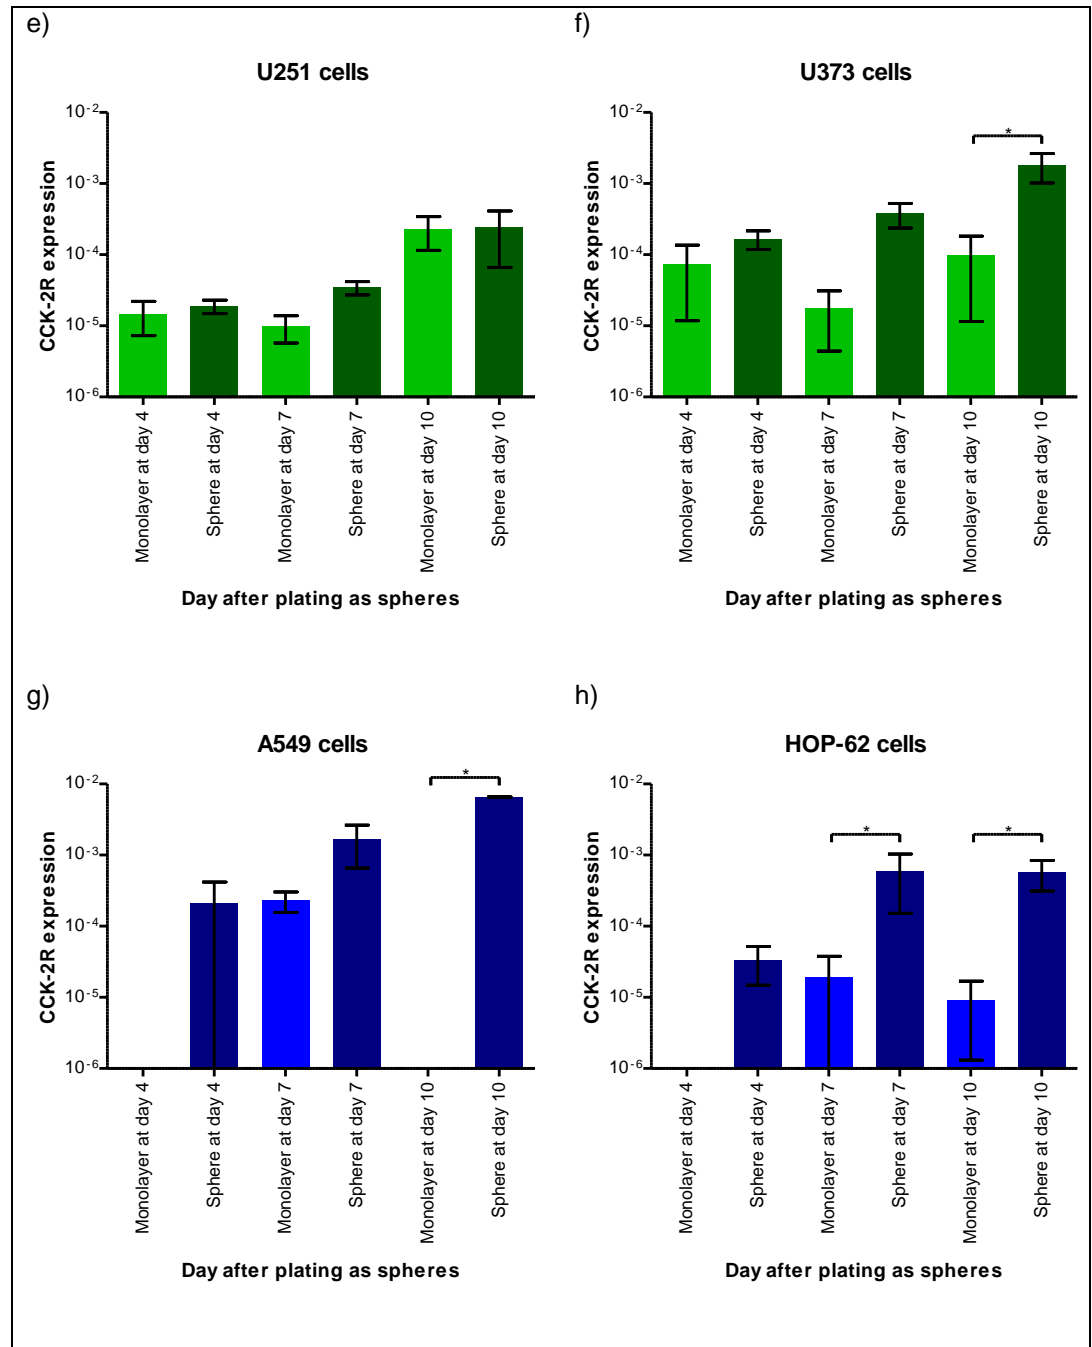 e)
U251 cells
CCK-2R expression
10-2
10-3
10-4
10-5
10-6
Monolayer at day 4
Sphere at day 4
Monolayer at day 7
Sphere at day 7
Monolayer at day 10
Sphere at day 10
Day after plating as spheres
f)
U373 cells
CCK-2R expression
10-2
10-3
10-4
10-5
10-6
*
Monolayer at day 4
Sphere at day 4
Monolayer at day 7
Sphere at day 7
Monolayer at day 10
Sphere at day 10
Day after plating as spheres
g)
A549 cells
CCK-2R expression
10-2
10-3
10-4
10-5
10-6
*
Monolayer at day 4
Sphere at day 4
Monolayer at day 7
Sphere at day 7
Monolayer at day 10
Sphere at day 10
Day after plating as spheres
h)
HOP-62 cells
CCK-2R expression
10-2
10-3
10-4
10-5
10-6
*
*
Monolayer at day 4
Sphere at day 4
Monolayer at day 7
Sphere at day 7
Monolayer at day 10
Sphere at day 10
Day after plating as spheres